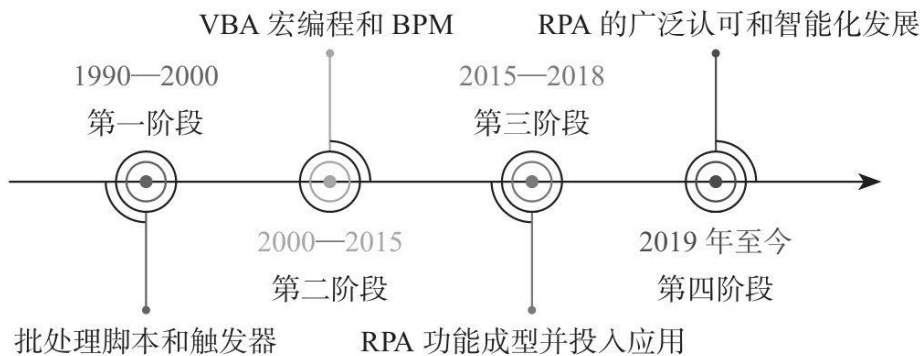 VBA 宏编程和 BPM
RPA 的广泛认可和智能化发展
1990—2000
第一阶段
2015—2018
第三阶段
2000—2015
第二阶段
2019 年至今
第四阶段
批处理脚本和触发器
RPA 功能成型并投入应用